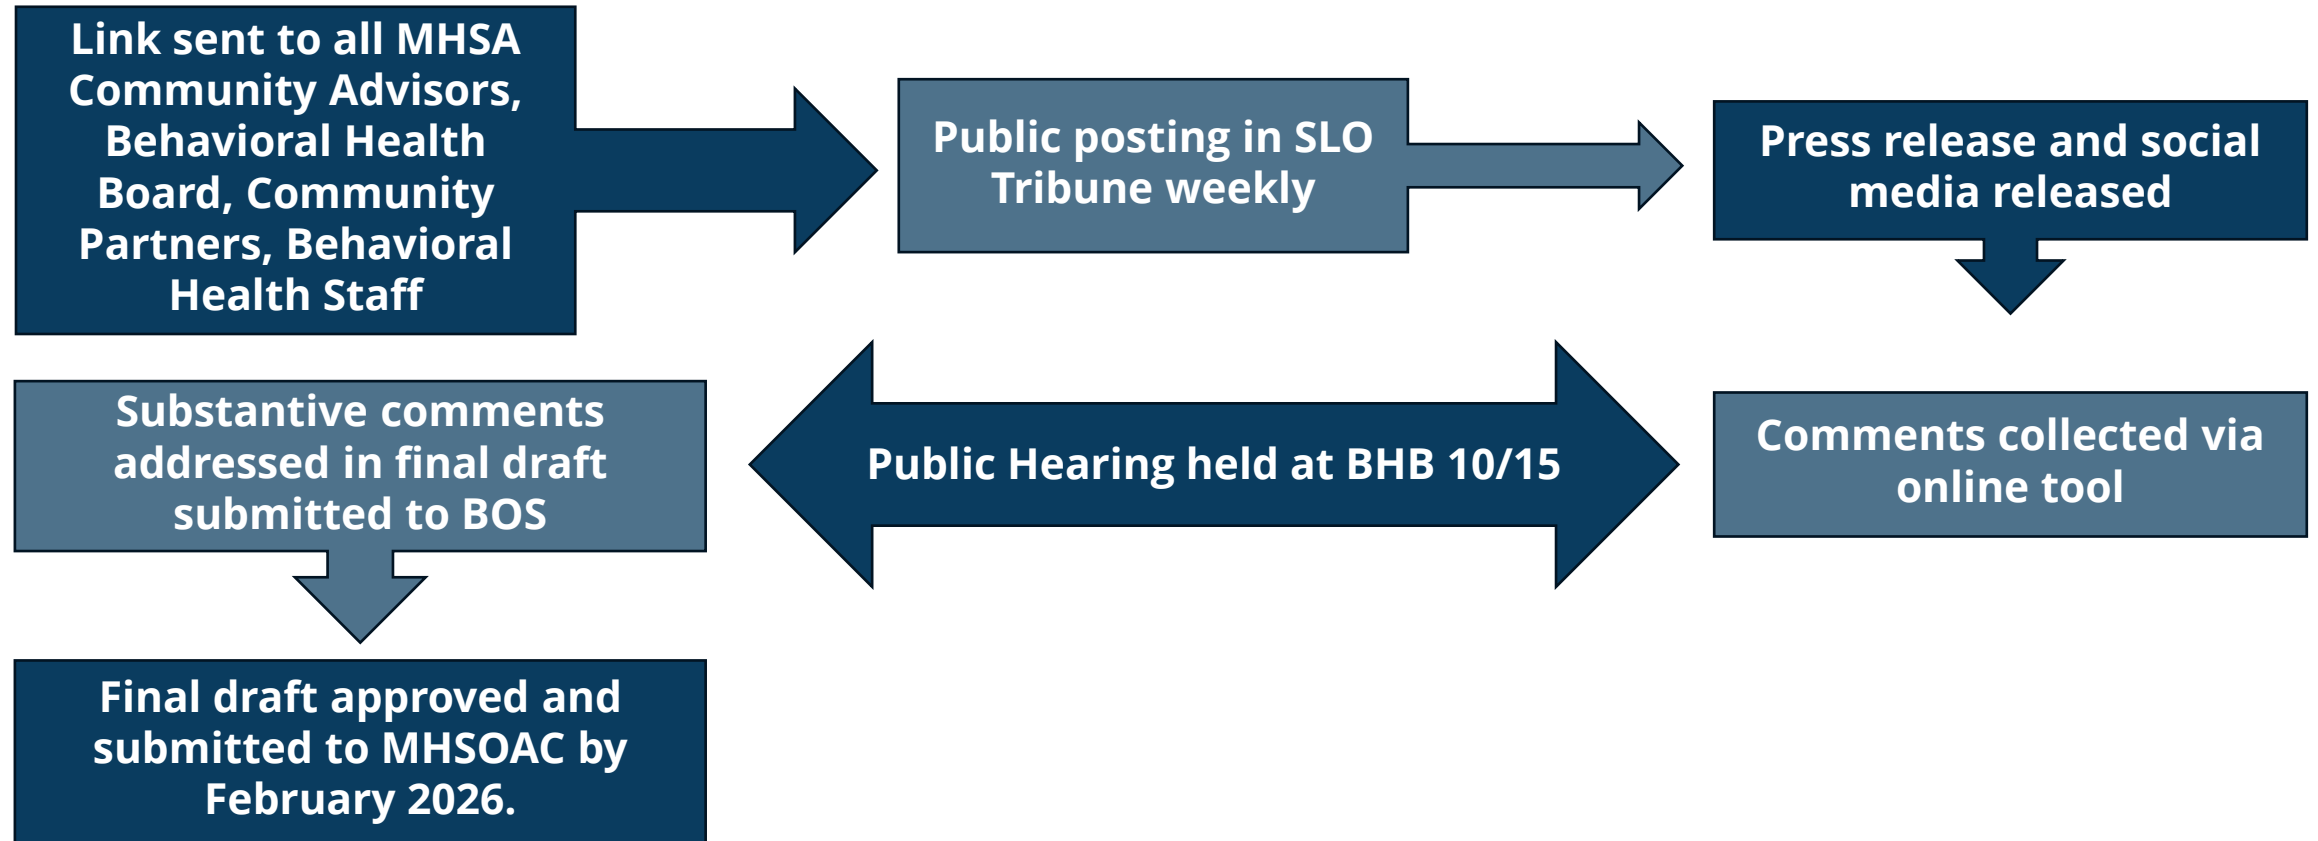 Link sent to all MHSA
Community Advisors,
Behavioral Health
Board, Community
Partners, Behavioral
Health Staff
Public posting in SLO
Tribune weekly
Press release and social
media released
Comments collected via
online tool
Public Hearing held at BHB 10/15
Substantive comments
addressed in final draft
submitted to BOS
Final draft approved and
submitted to MHSOAC by
February 2026.